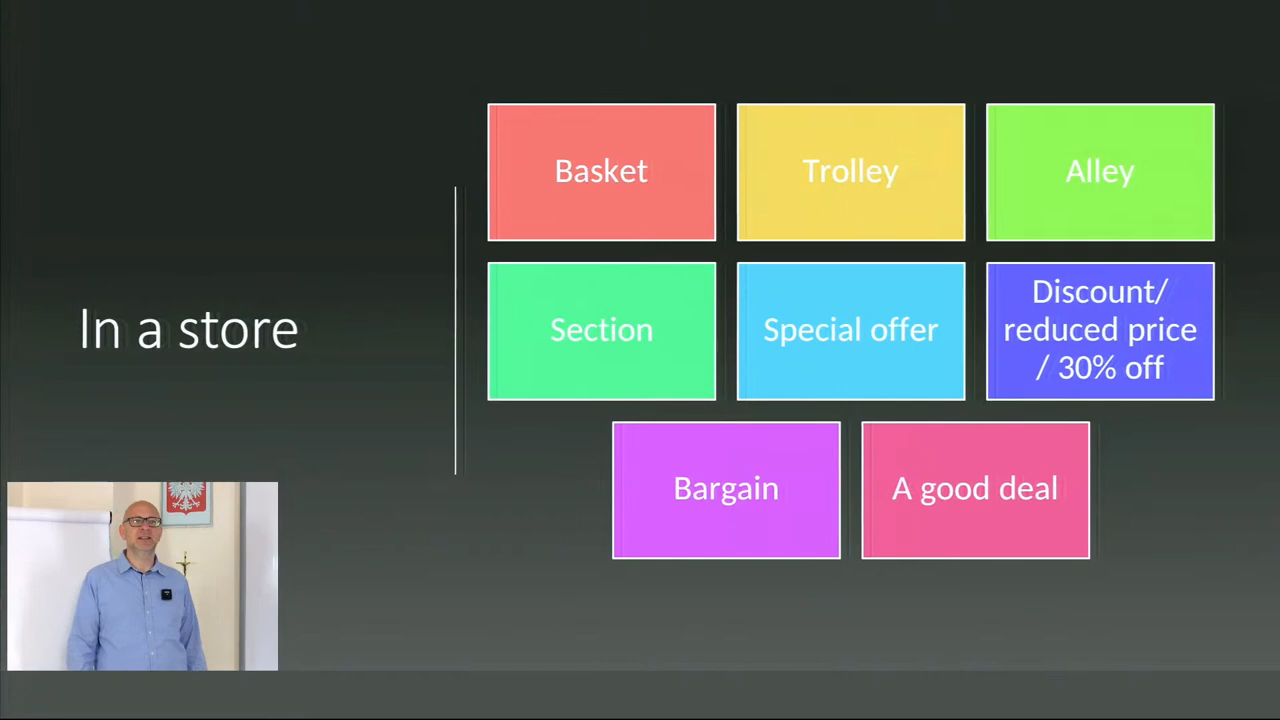 In a store
Basket
Trolley
Alley
Section
Special offer
Discount/
reduced price
/ 30% off
Bargain
A good deal